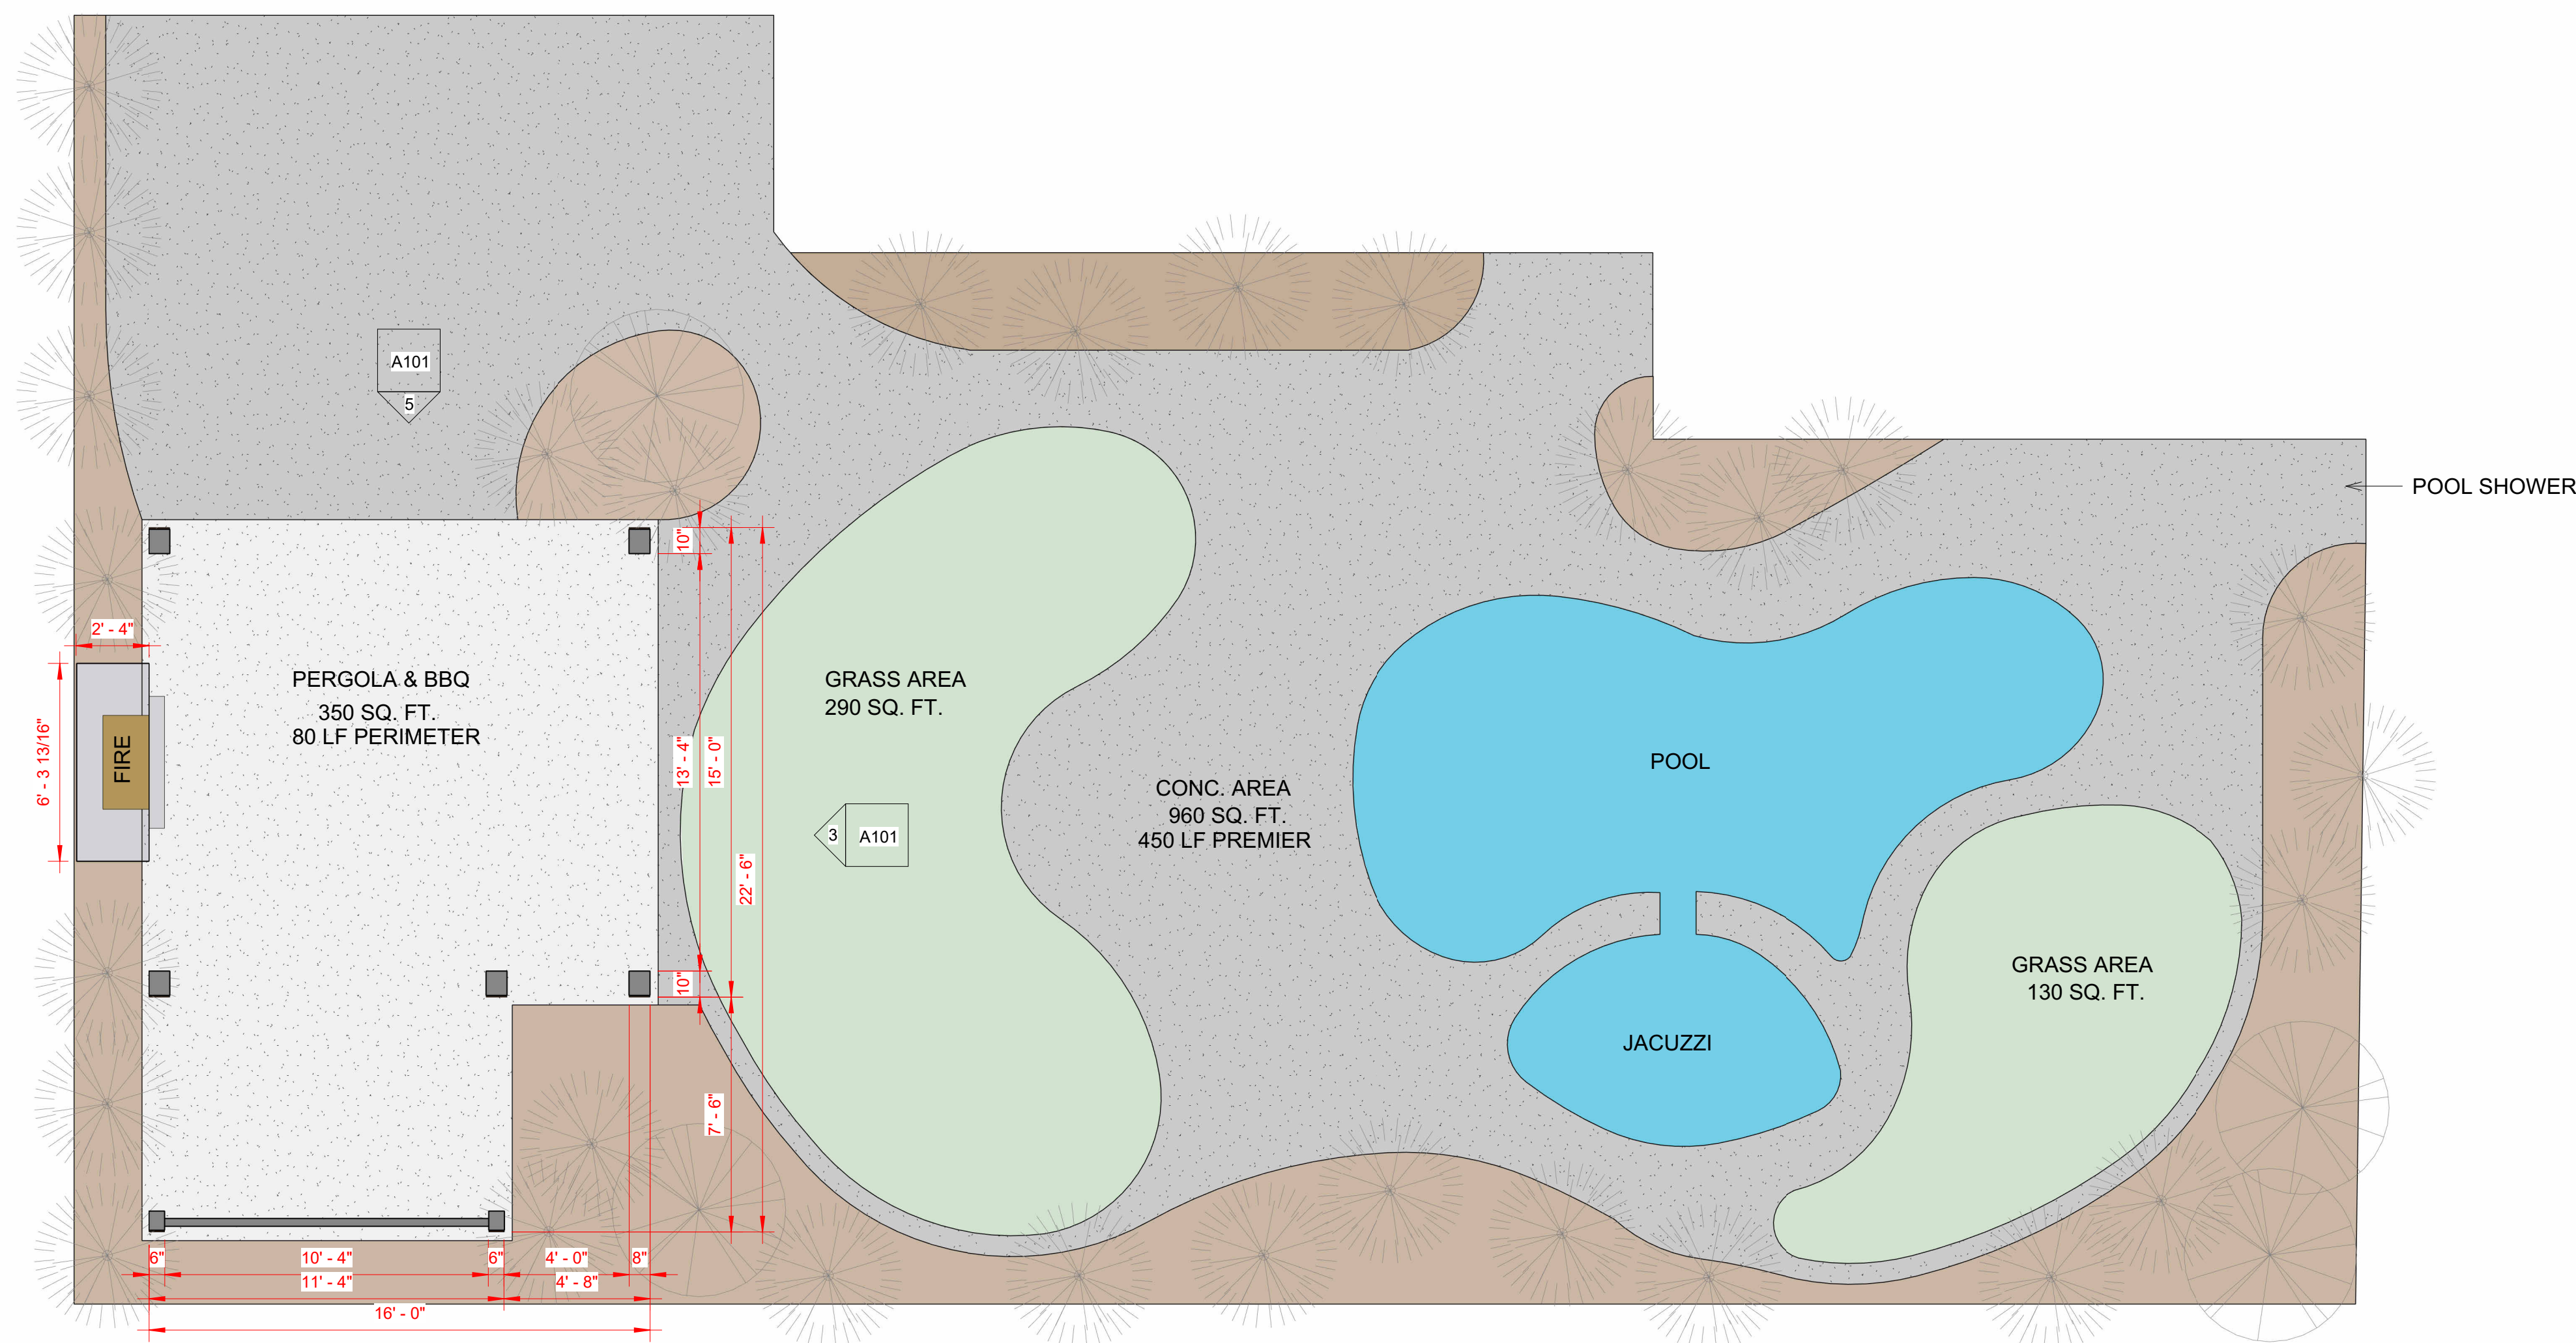 A101
5
POOL SHOWER
10"
2' - 4"
PERGOLA & BBQ
350 SQ. FT.
80 LF PERIMETER
GRASS AREA
290 SQ. FT.
6' - 3 13/16"
FIRE
13' - 4"
15' - 0"
22' - 6"
POOL
CONC. AREA
960 SQ. FT.
450 LF PREMIER
3
A101
10"
GRASS AREA
130 SQ. FT.
JACUZZI
7' - 6"
6"
10' - 4"
6"
4' - 0"
8"
11' - 4"
4' - 8"
16' - 0"